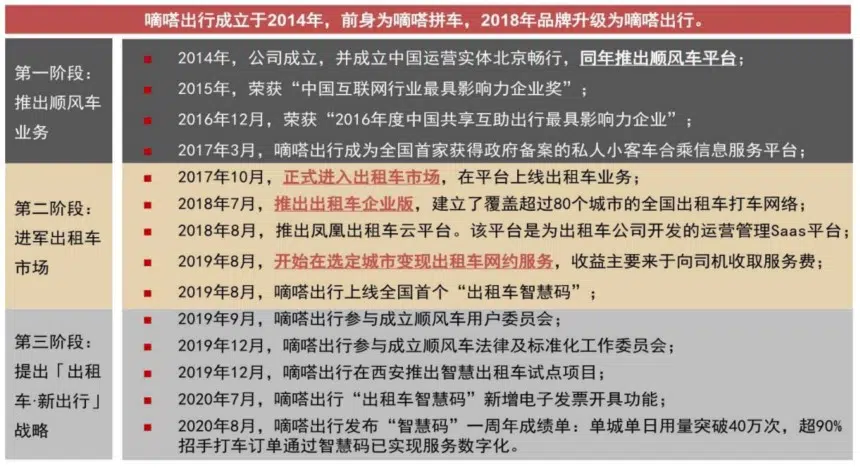 嘀嗒出行成立于2014年，前身为嘀嗒拼车，2018年品牌升级为嘀嗒出行。
第一阶段：
推出顺风车
业务
2014年，公司成立，并成立中国运营实体北京畅行，同年推出顺风车平台；
2015年，荣获“中国互联网行业最具影响力企业奖”；
2016年12月，荣获“2016年度中国共享互助出行最具影响力企业”；
2017年3月，嘀嗒出行成为全国首家获得政府备案的私人小客车合乘信息服务平台；
第二阶段：
进军出租车
市场
2017年10月，正式进入出租车市场，在平台上线出租车业务；
2018年7月，推出出租车企业版，建立了覆盖超过80个城市的全国出租车打车网络；
2018年8月，推出凤凰出租车云平台。该平台是为出租车公司开发的运营管理Saas平台；
2019年8月，开始在选定城市变现出租车网约服务，收益主要来于向司机收取服务费；
2019年8月，嘀嗒出行上线全国首个“出租车智慧码”；
第三阶段：
提出「出租
车·新出行」
战略
2019年9月，嘀嗒出行参与成立顺风车用户委员会；
2019年12月，嘀嗒出行参与成立顺风车法律及标准化工作委员会；
2019年12月，嘀嗒出行在西安推出智慧出租车试点项目；
2020年7月，嘀嗒出行“出租车智慧码”新增电子发票开具功能；
2020年8月，嘀嗒出行发布“智慧码”一周年成绩单：单城单日用量突破40万次，超90%
招手打车订单通过智慧码已实现服务数字化。